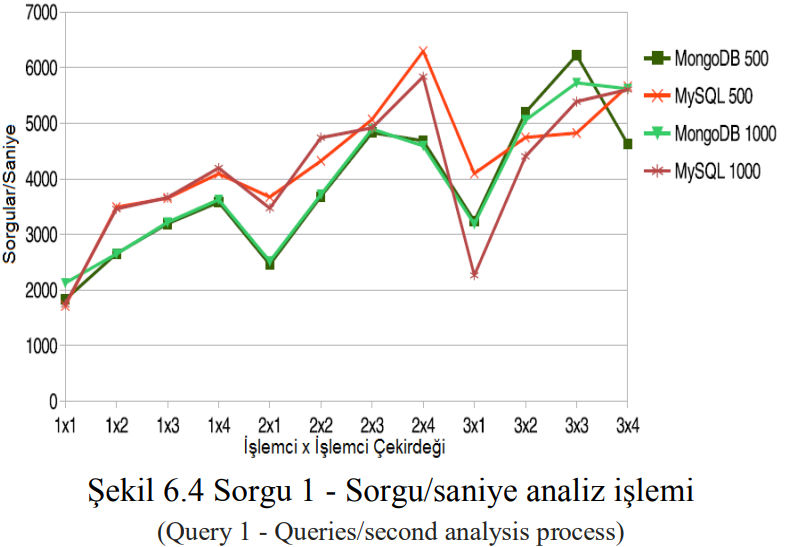 7000
6000
5000
4000
3000
2000
1000
0
Sorgular/Saniye
1x1 1x2 1x3 1x4 2x1 2x2 2x3 2x4 3x1 3x2 3x3 3x4
İşlemci x İşlemci Çekirdeği
MongoDB 500
MySQL 500
MongoDB 1000
MySQL 1000
Şekil 6.4 Sorgu 1 - Sorgu/saniye analiz işlemi
(Query 1 - Queries/second analysis process)